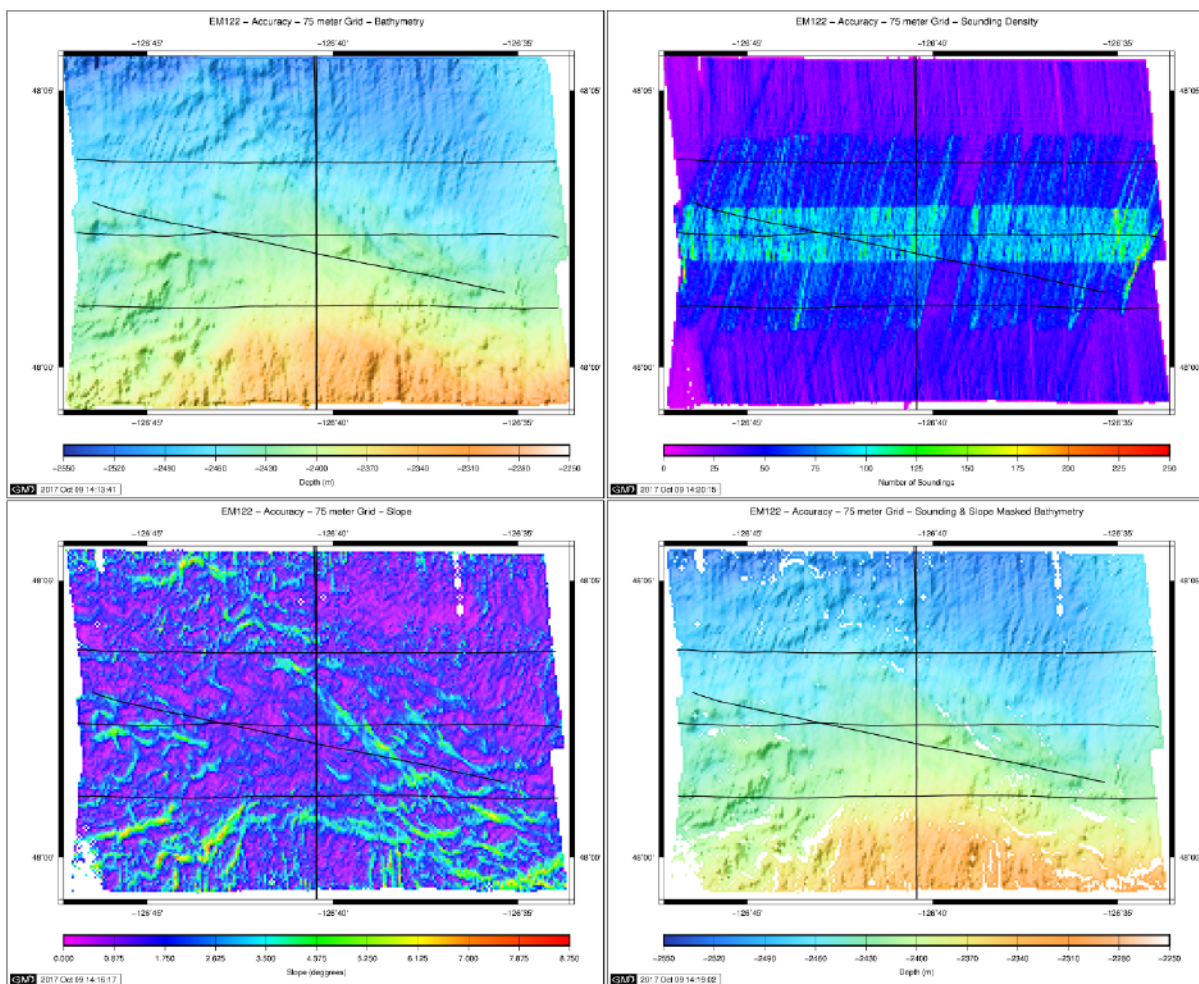 EM122 – Accuracy – 75 meter Grid – Bathymetry
−126°45' −126°40' −126°35'
48°05' 48°05'
48°00' 48°00'
−126°45' −126°40' −126°35'
−2550 −2520 −2490 −2460 −2430 −2400 −2370 −2340 −2310 −2280 −2250
Depth (m)
GMT 2017 Oct 09 14:13:41
EM122 – Accuracy – 75 meter Grid – Sounding Density
−126°45' −126°40' −126°35'
48°05' 48°05'
48°00' 48°00'
−126°45' −126°40' −126°35'
0 25 50 75 100 125 150 175 200 225 250
Number of Soundings
GMT 2017 Oct 09 14:20:15
EM122 – Accuracy – 75 meter Grid – Slope
−126°45' −126°40' −126°35'
48°05' 48°05'
48°00' 48°00'
−126°45' −126°40' −126°35'
0.000 0.875 1.750 2.625 3.500 4.375 5.250 6.125 7.000 7.875 8.750
Slope (deggrees)
GMT 2017 Oct 09 14:16:17
EM122 – Accuracy – 75 meter Grid – Sounding & Slope Masked Bathymetry
−126°45' −126°40' −126°35'
48°05' 48°05'
48°00' 48°00'
−126°45' −126°40' −126°35'
−2550 −2520 −2490 −2460 −2430 −2400 −2370 −2340 −2310 −2280 −2250
Depth (m)
GMT 2017 Oct 09 14:19:02